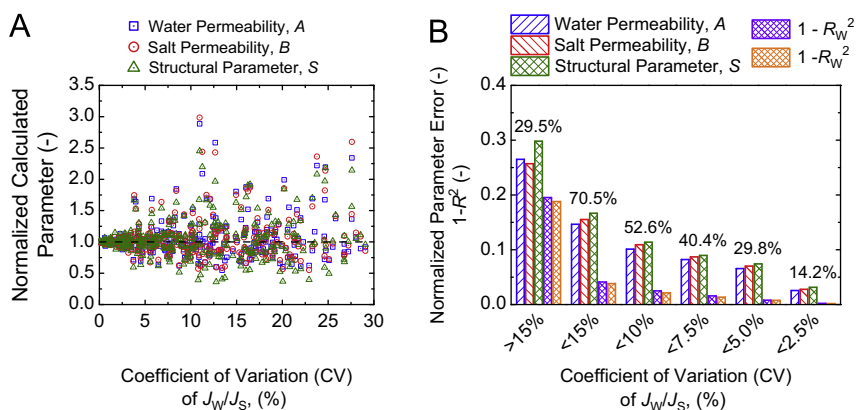 A
Water Permeability, A
Salt Permeability, B
Structural Parameter, S
Normalized Calculated
Parameter (-)
3.5
3.0
2.5
2.0
1.5
1.0
0.5
0.0
0
5
10
15
20
25
30
Coefficient of Variation (CV)
of JW/JS, (%)
B
Water Permeability, A
Salt Permeability, B
Structural Parameter, S
1 - RW2
1 -RW2
Normalized Parameter Error (-)
1-R2 (-)
0.4
0.3
0.2
0.1
0.0
29.5%
70.5%
52.6%
40.4%
29.8%
14.2%
>15%
<15%
<10%
<7.5%
<5.0%
<2.5%
Coefficient of Variation (CV)
of JW/JS, (%)